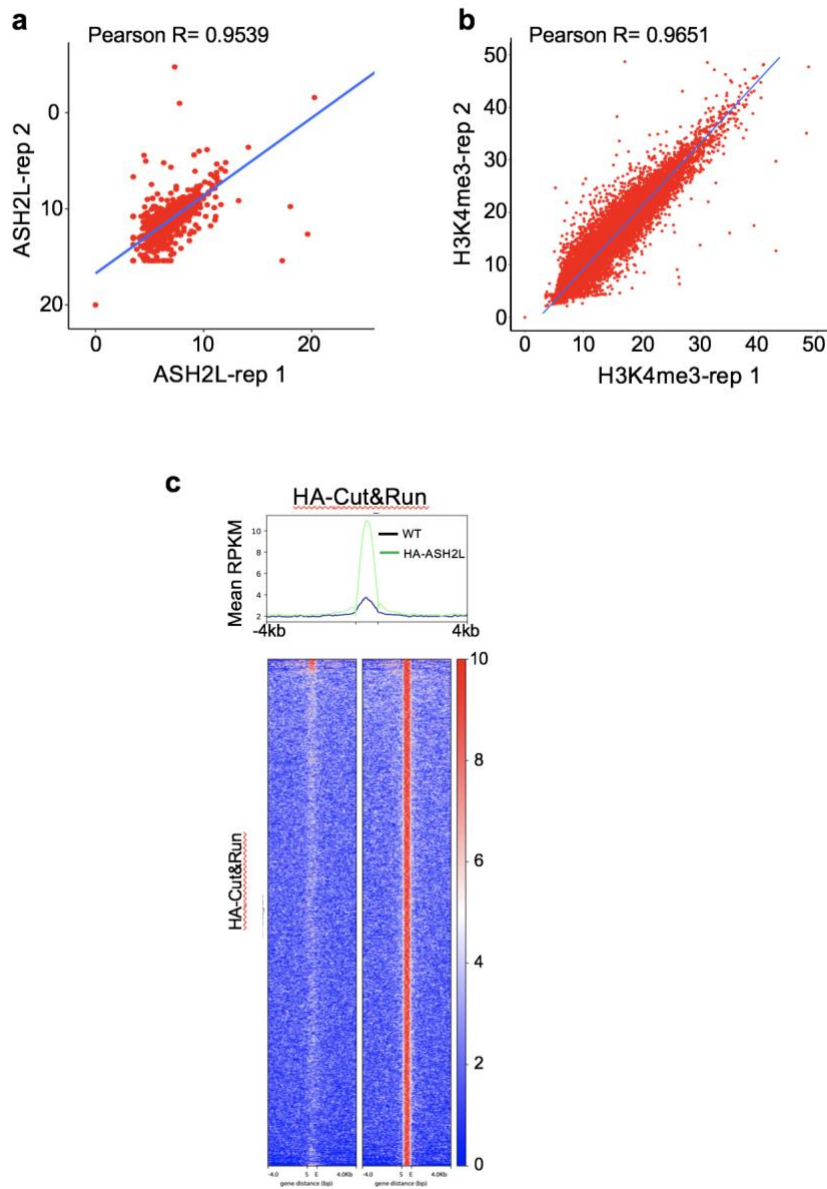 a
Pearson R= 0.9539
ASH2L-rep 2
0
10
20
0
10
20
ASH2L-rep 1
b
Pearson R= 0.9651
H3K4me3-rep 2
50
40
30
20
10
0
0
10
20
30
40
50
H3K4me3-rep 1
c
HA-Cut&Run
Mean RPKM
10
8
6
4
2
WT
HA-ASH2L
-4kb
4kb
HA-Cut&Run
10
8
6
4
2
0
-4.0
S
E
4.0Kb
gene distance (bp)
-4.0
S
E
4.0Kb
gene distance (bp)